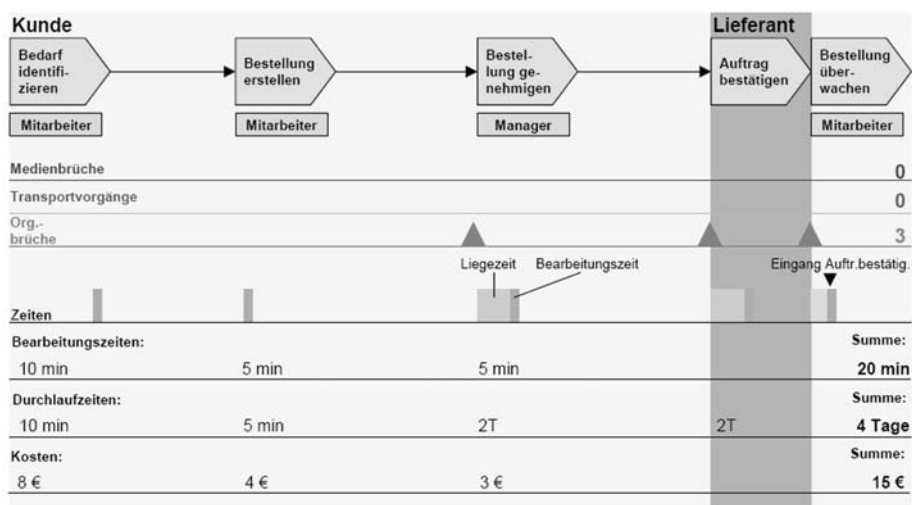 Kunde
Lieferant
Bedarf
identifi-
zieren
Bestellung
erstellen
Bestel-
lung ge-
nehmigen
Auftrag
bestätigen
Bestellung
über-
wachen
Mitarbeiter
Mitarbeiter
Manager
Mitarbeiter
Medienbrüche 0
Transportvorgänge 0
Org.-
brüche 3
Liegezeit Bearbeitungszeit Eingang Auftr.bestätig.
Zeiten
Bearbeitungszeiten: Summe:
10 min 5 min 5 min 20 min
Durchlaufzeiten: Summe:
10 min 5 min 2T 2T 4 Tage
Kosten: Summe:
8 € 4 € 3 € 15 €